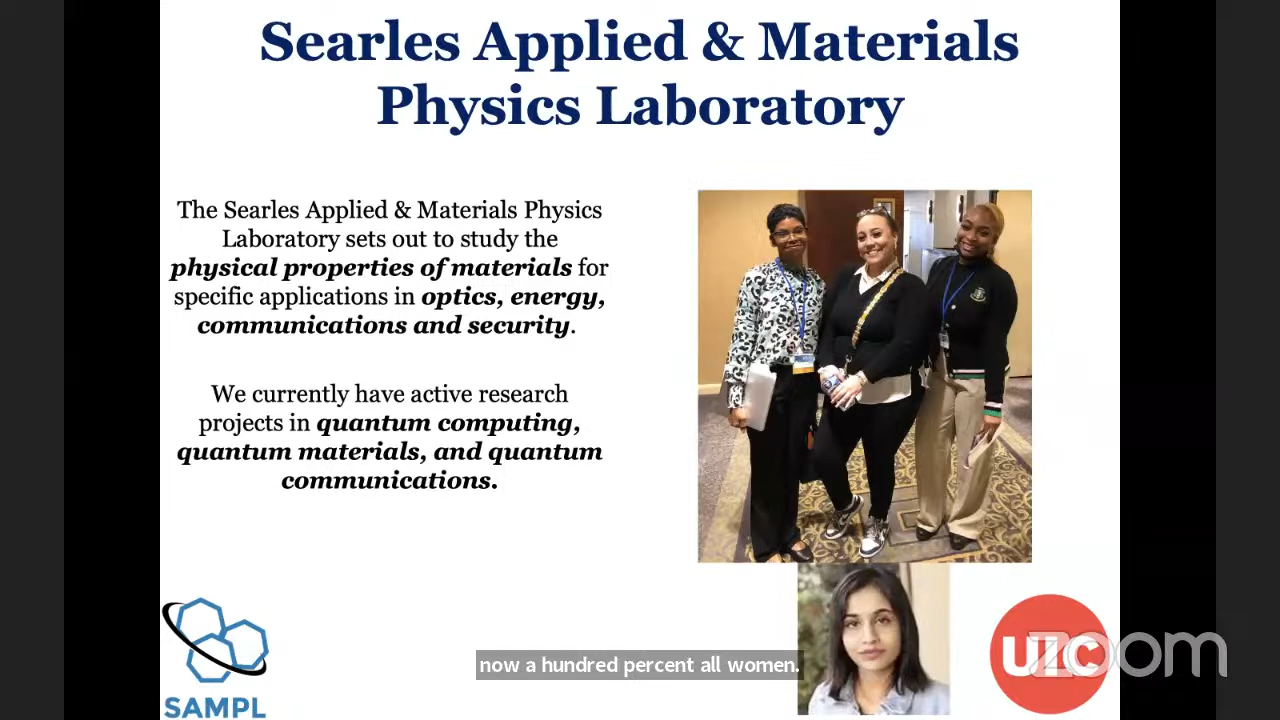 Searles Applied & Materials
Physics Laboratory
The Searles Applied & Materials Physics
Laboratory sets out to study the
physical properties of materials for
specific applications in optics, energy,
communications and security.
We currently have active research
projects in quantum computing,
quantum materials, and quantum
communications.
SAMPL
now a hundred percent all women.
UIC
zoom